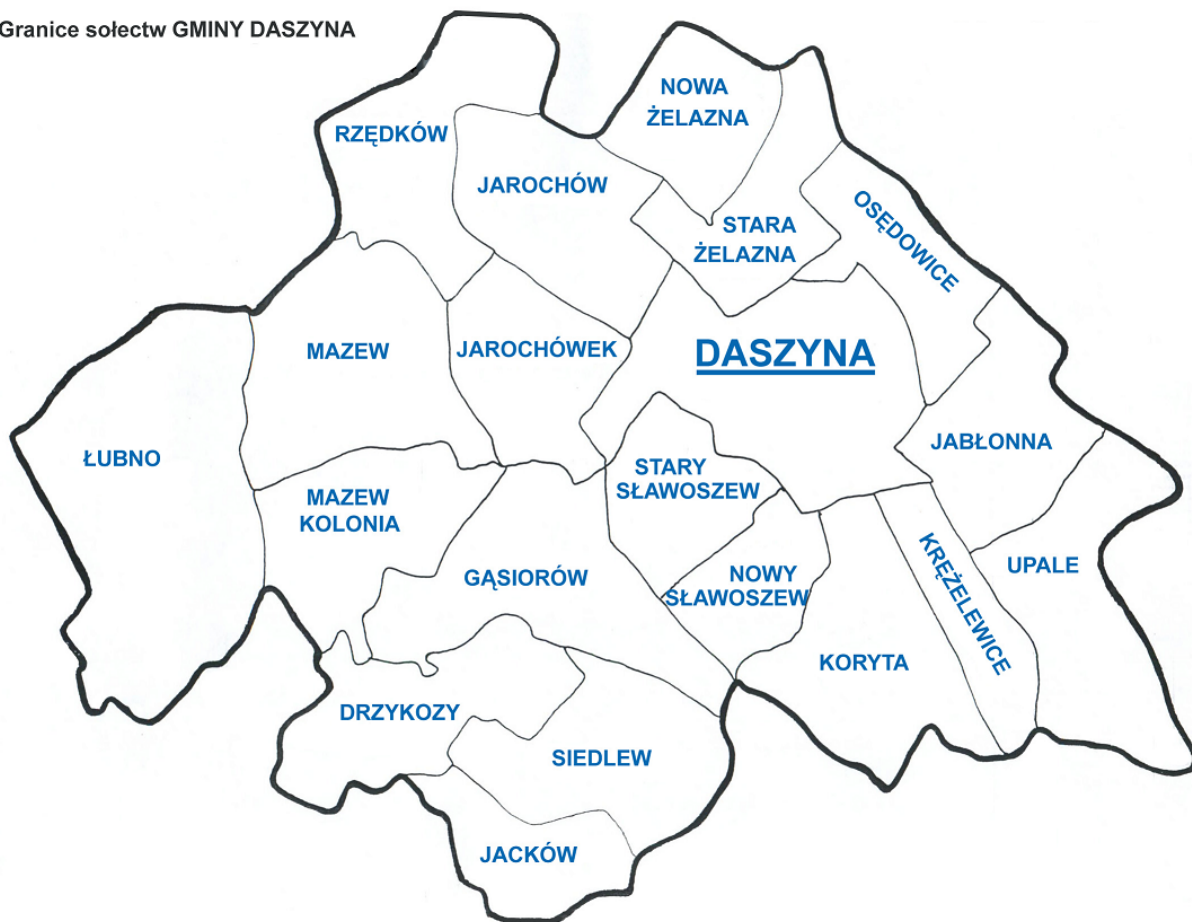 Granice sołectw GMINY DASZYNA
NOWA
ŻELAZNA
RZĘDKÓW
JAROCHÓW
OSĘDOWICE
STARA
ŻELAZNA
MAZEW
JAROCHÓWEK
DASZYNA
ŁUBNO
JABŁONNA
STARY
SŁAWOSZEW
MAZEW
KOLONIA
KRĘŻELEWICE
UPALE
GĄSIORÓW
NOWY
SŁAWOSZEW
KORYTA
DRZYKOZY
SIEDLEW
JACKÓW